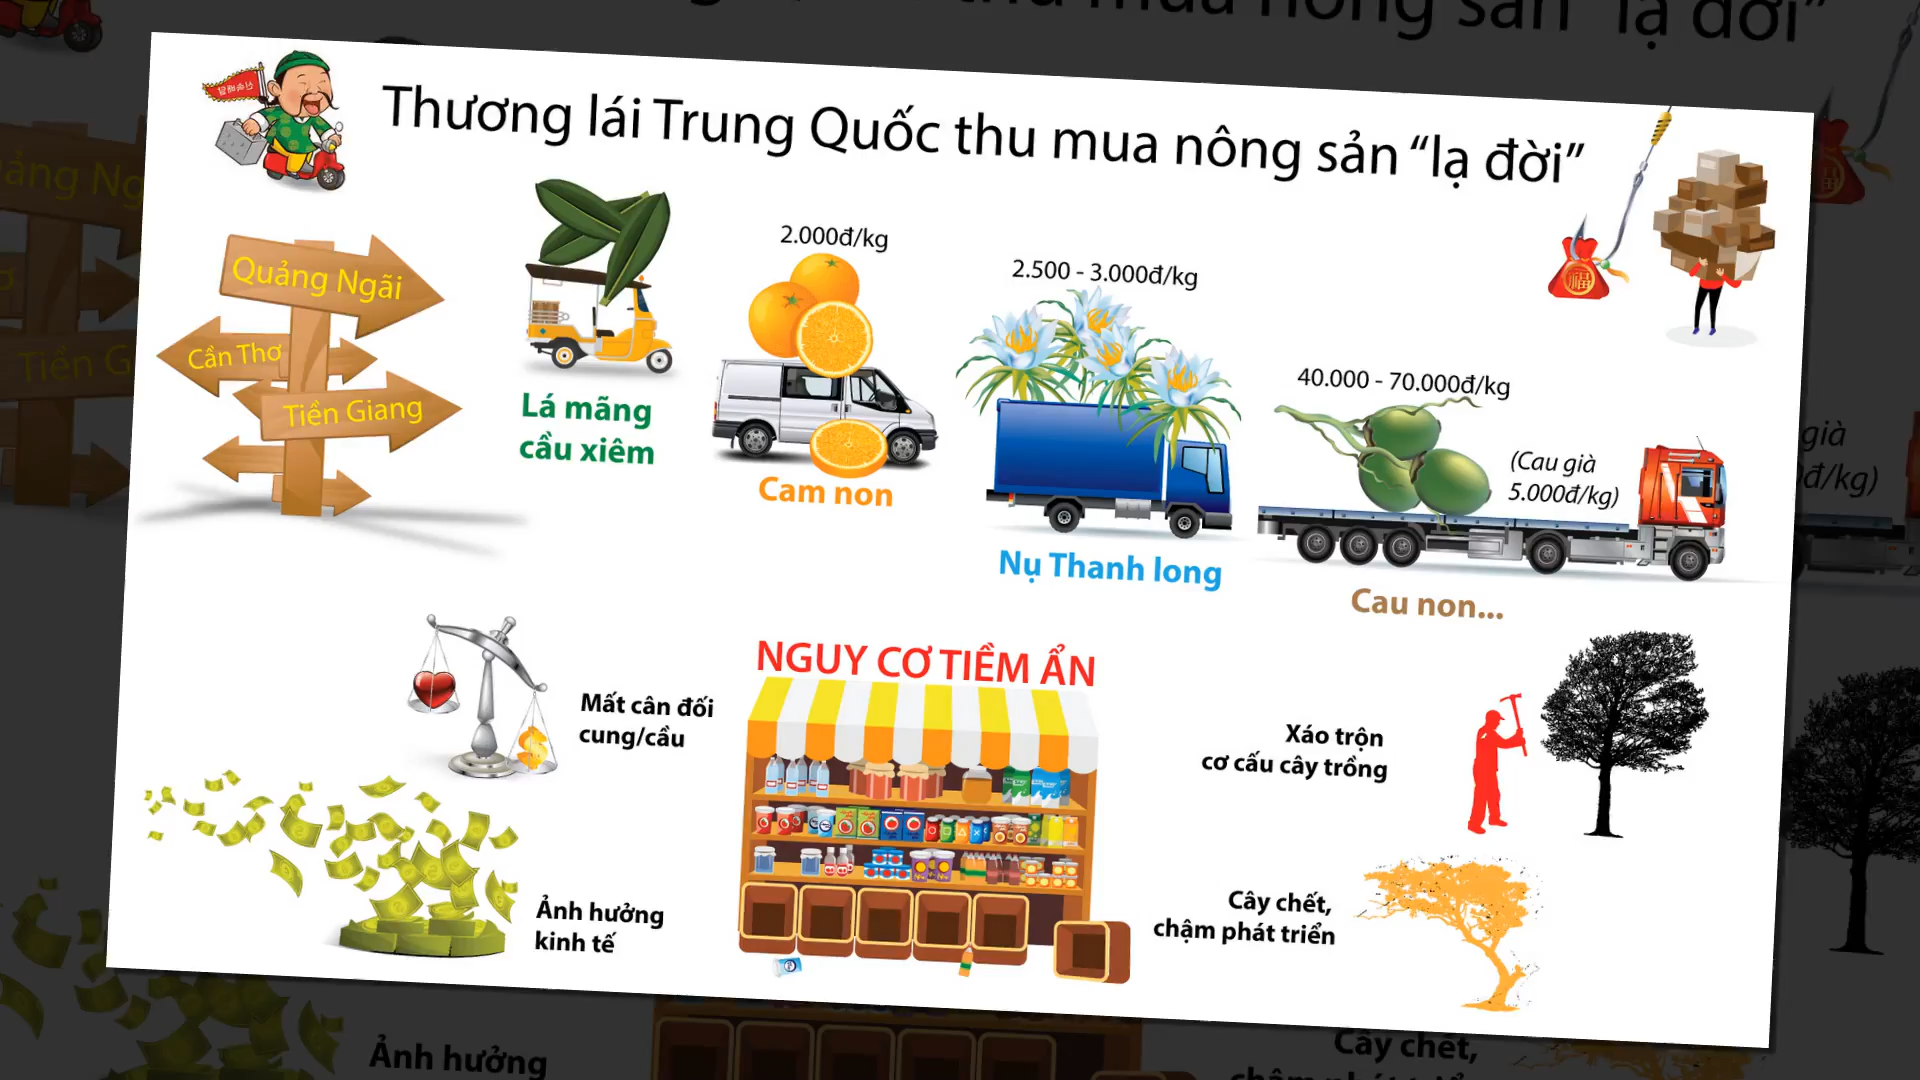 Thương lái Trung Quốc thu mua nông sản “lạ đời”
福
Quảng Ngãi
Cần Thơ
Tiền Giang
Lá mãng
cầu xiêm
2.000đ/kg
Cam non
2.500 - 3.000đ/kg
Nụ Thanh long
40.000 - 70.000đ/kg
(Cau già
5.000đ/kg)
Cau non...
NGUY CƠ TIỀM ẨN
Mất cân đối
cung/cầu
Ảnh hưởng
kinh tế
Xáo trộn
cơ cấu cây trồng
Cây chết,
chậm phát triển
Ảnh hưởng
Cây chết,